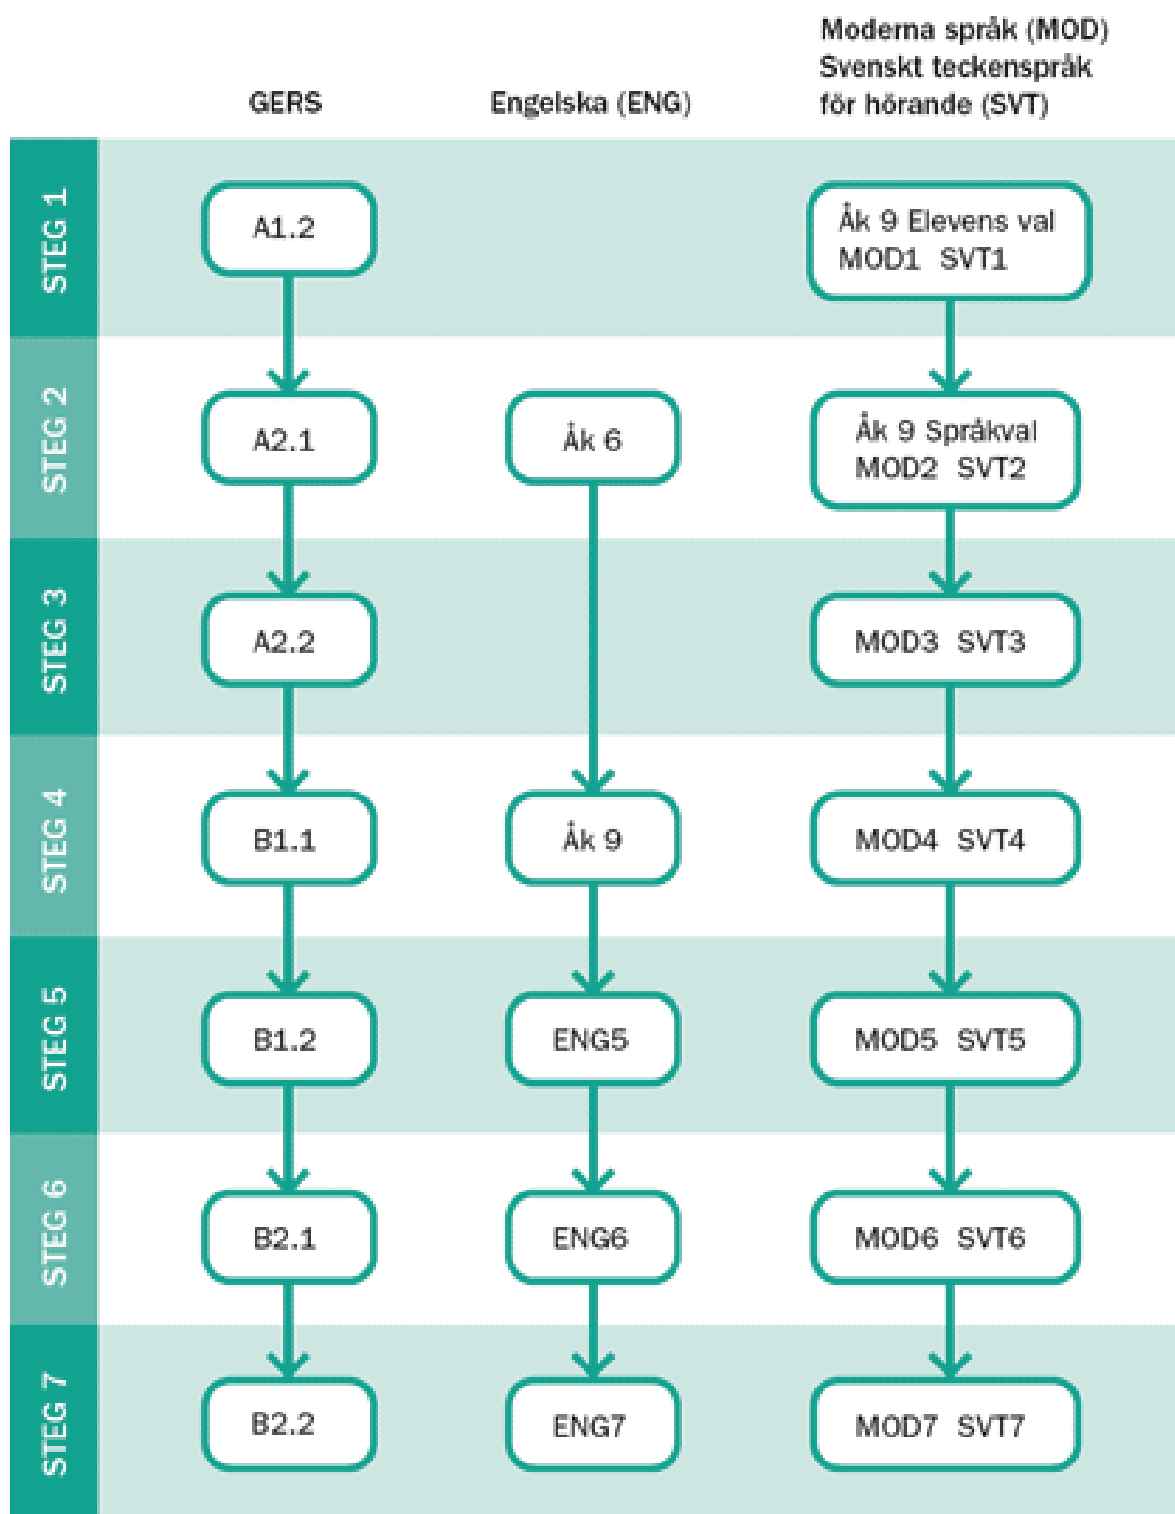 GERS
Engelska (ENG)
Moderna språk (MOD)
Svenskt teckenspråk
för hörande (SVT)
STEG 1
A1.2
Åk 9 Elevens val
MOD1 SVT1
STEG 2
A2.1
Åk 6
Åk 9 Språkval
MOD2 SVT2
STEG 3
A2.2
MOD3 SVT3
STEG 4
B1.1
Åk 9
MOD4 SVT4
STEG 5
B1.2
ENG5
MOD5 SVT5
STEG 6
B2.1
ENG6
MOD6 SVT6
STEG 7
B2.2
ENG7
MOD7 SVT7